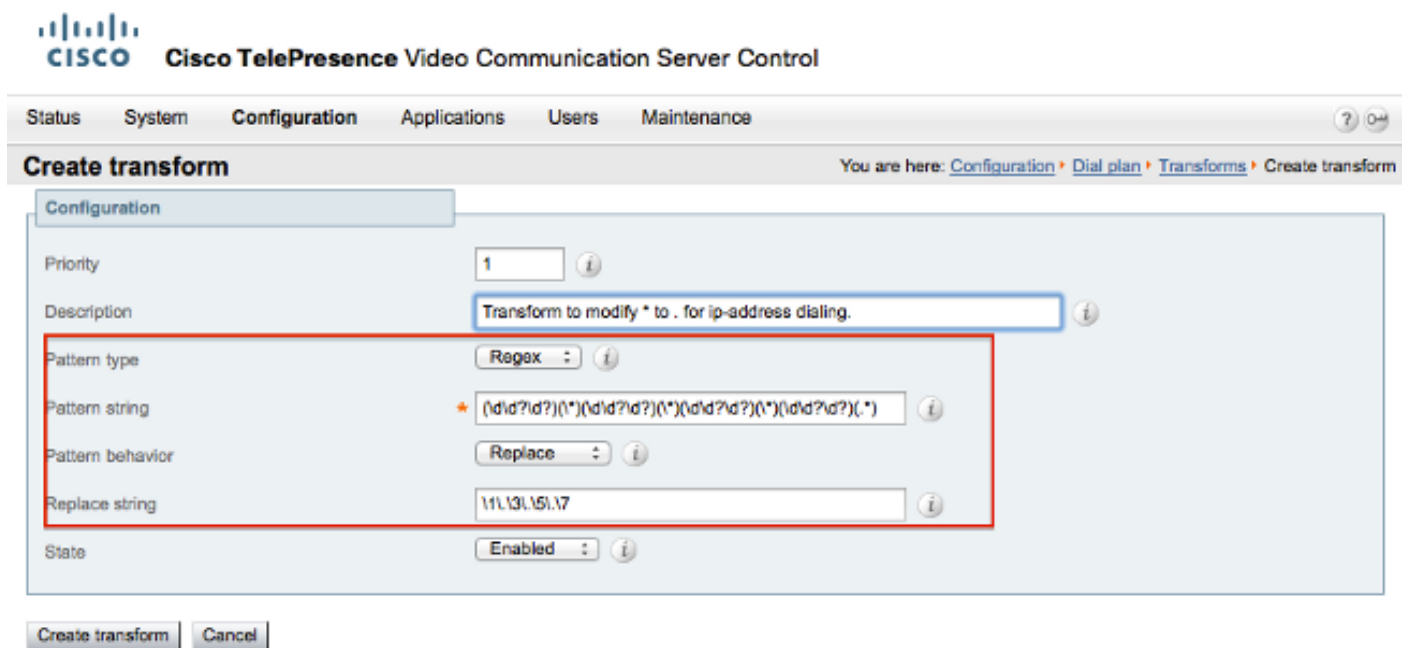 CISCO Cisco TelePresence Video Communication Server Control
Status System Configuration Applications Users Maintenance ?
Create transform You are here: Configuration Dial plan Transforms Create transform
Configuration
Priority 1 i
Description Transform to modify * to . for ip-address dialing. i
Pattern type Regex i
Pattern string * (\d\d?\d?)(\*)(\d\d?\d?)(\*)(\d\d?\d?)(\*)(\d\d?\d?)(.*) i
Pattern behavior Replace i
Replace string \1\.\3\.\5\.\7 i
State Enabled i
Create transform Cancel